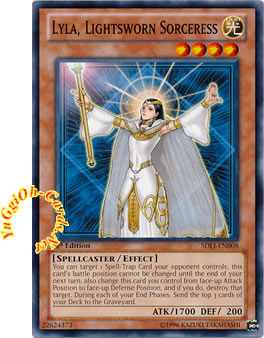 LYLA, LIGHTSWORN SORCERESS
光
YuGgiOh-Cards.Net
1st Edition
SDLI-EN008
[SPELLCASTER / EFFECT]
You can target 1 Spell/Trap Card your opponent controls; this
card's battle position cannot be changed until the end of your
next turn, also change this card you control from face-up Attack
Position to face-up Defense Position, and if you do, destroy that
target. During each of your End Phases: Send the top 3 cards of
your Deck to the Graveyard.
ATK/1700 DEF/ 200
22624373
©1996 KAZUKI TAKAHASHI